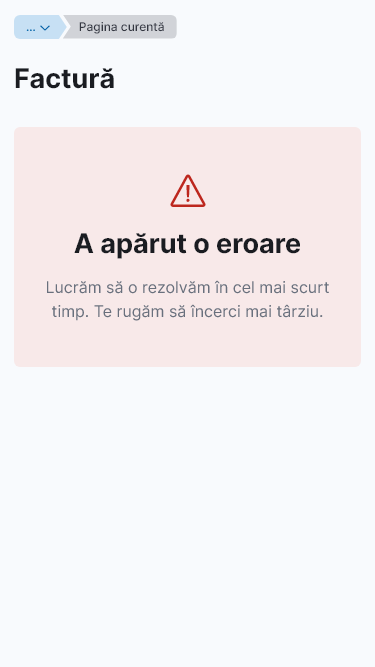 ... Pagina curentă
Factură
A apărut o eroare
Lucrăm să o rezolvăm în cel mai scurt
timp. Te rugăm să încerci mai târziu.